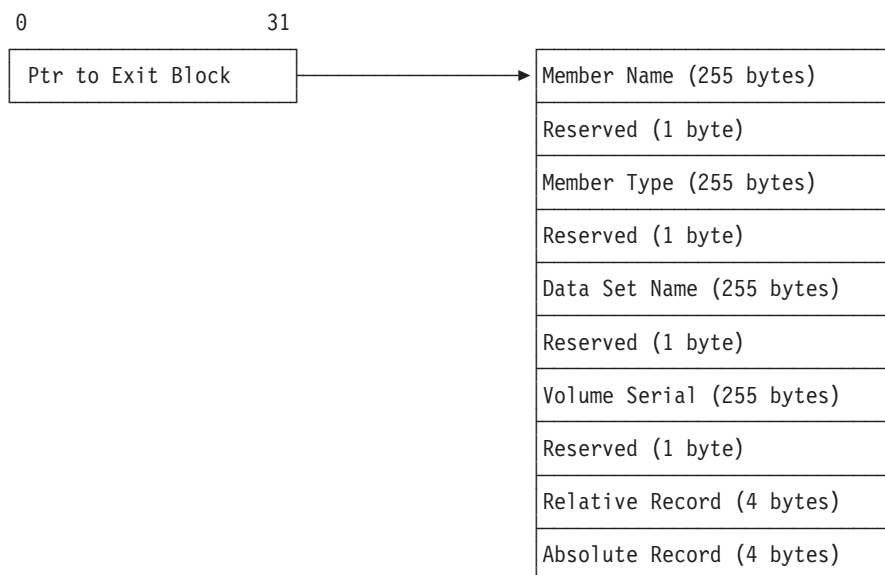 0 31
Ptr to Exit Block
Member Name (255 bytes)
Reserved (1 byte)
Member Type (255 bytes)
Reserved (1 byte)
Data Set Name (255 bytes)
Reserved (1 byte)
Volume Serial (255 bytes)
Reserved (1 byte)
Relative Record (4 bytes)
Absolute Record (4 bytes)